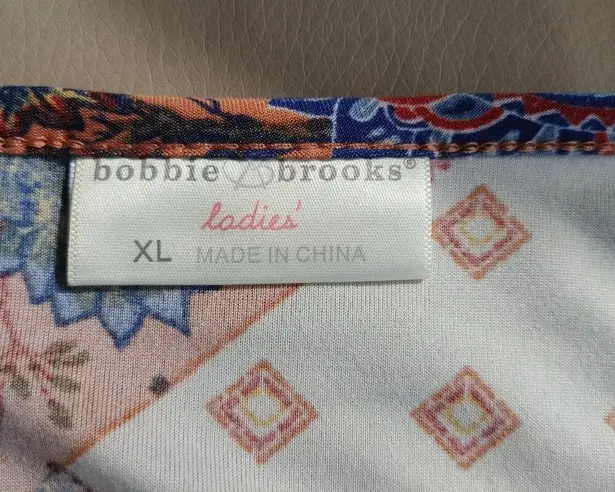 bobbie brooks®
ladies'
XL MADE IN CHINA